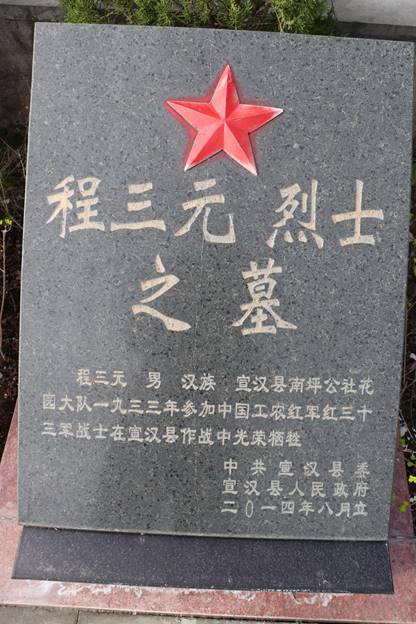 程三元 烈士
之墓
程三元 男 汉族 宣汉县南坪公社花
园大队一九三三年参加中国工农红军红三十
三军战士在宣汉县作战中光荣牺牲
中共宣汉县委
宣汉县人民政府
二〇一四年八月立